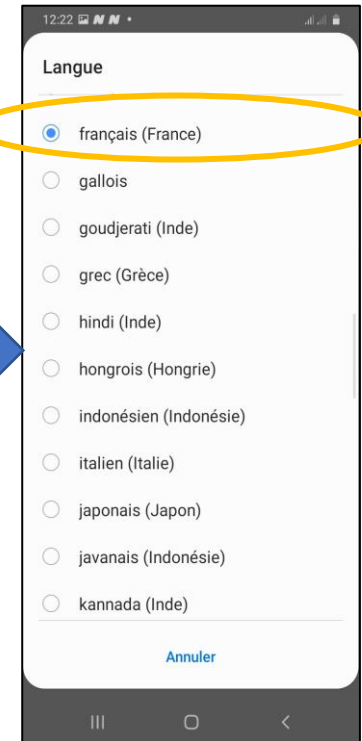 12:22 N N •
Langue
français (France)
gallois
goudjerati (Inde)
grec (Grèce)
hindi (Inde)
hongrois (Hongrie)
indonésien (Indonésie)
italien (Italie)
japonais (Japon)
javanais (Indonésie)
kannada (Inde)
Annuler